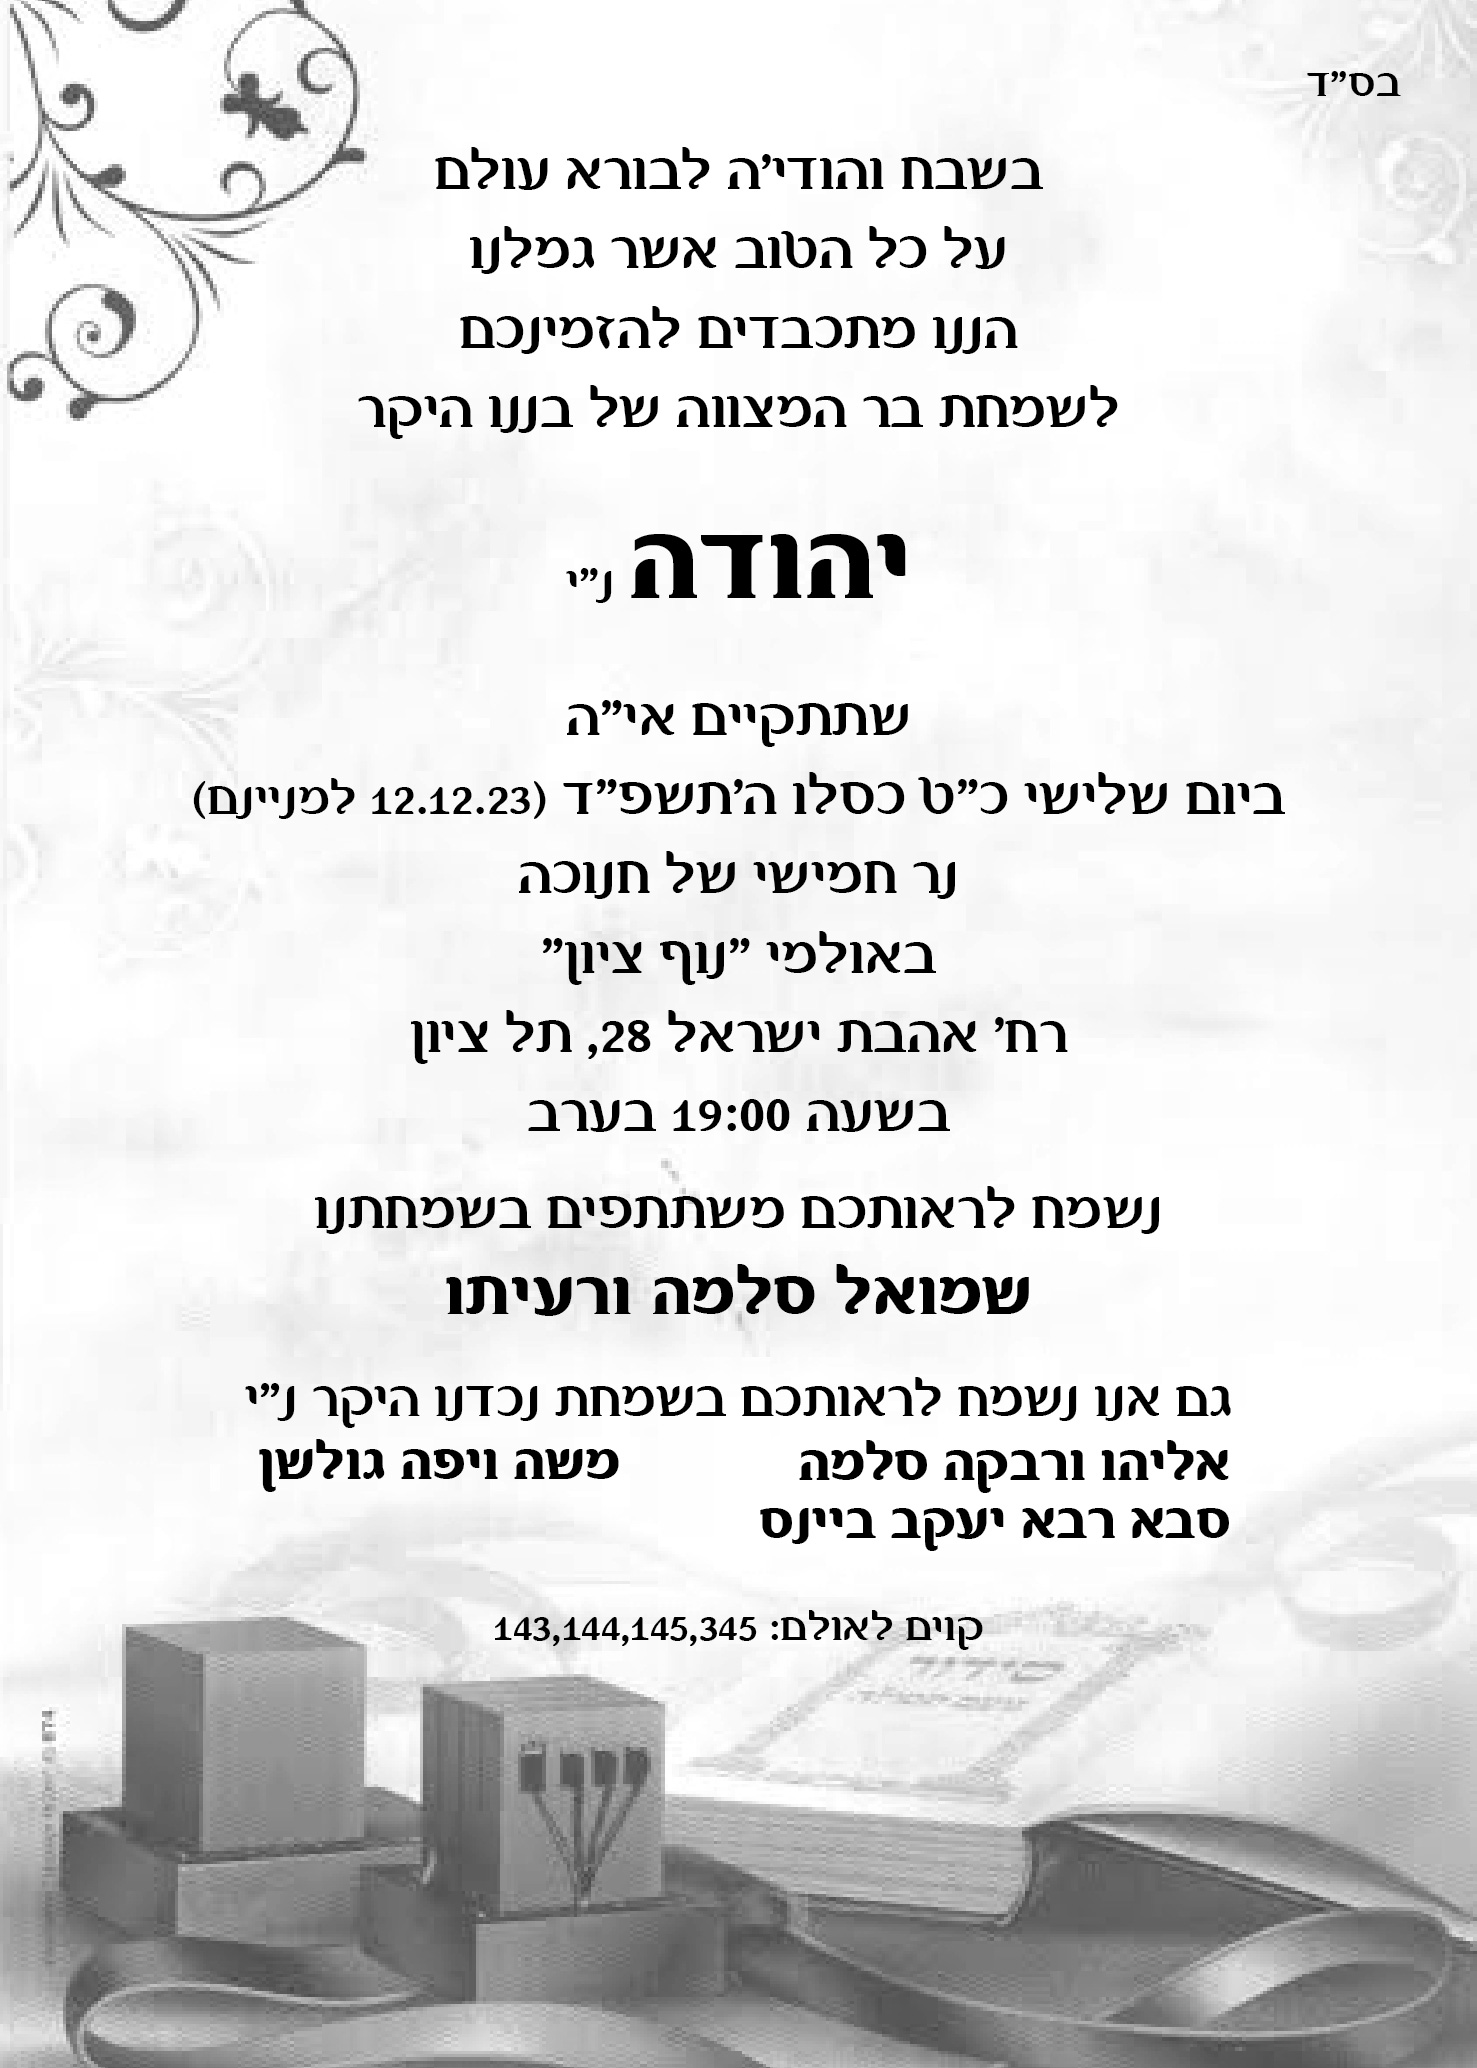 בס"ד
בשבח והודי'ה לבורא עולם
על כל הטוב אשר גמלנו
הננו מתכבדים להזמינכם
לשמחת בר המצווה של בננו היקר
יהודה נ"י
שתתקיים אי"ה
ביום שלישי כ"ט כסלו ה'תשפ"ד (12.12.23 למניינם)
נר חמישי של חנוכה
באולמי "נוף ציון"
רח' אהבת ישראל 28, תל ציון
בשעה 19:00 בערב
נשמח לראותכם משתתפים בשמחתנו
שמואל סלמה ורעיתו
גם אנו נשמח לראותכם בשמחת נכדנו היקר נ"י
אליהו ורבקה סלמה משה ויפה גולשן
סבא רבא יעקב ביינס
קוים לאולם: 143,144,145,345
סידור